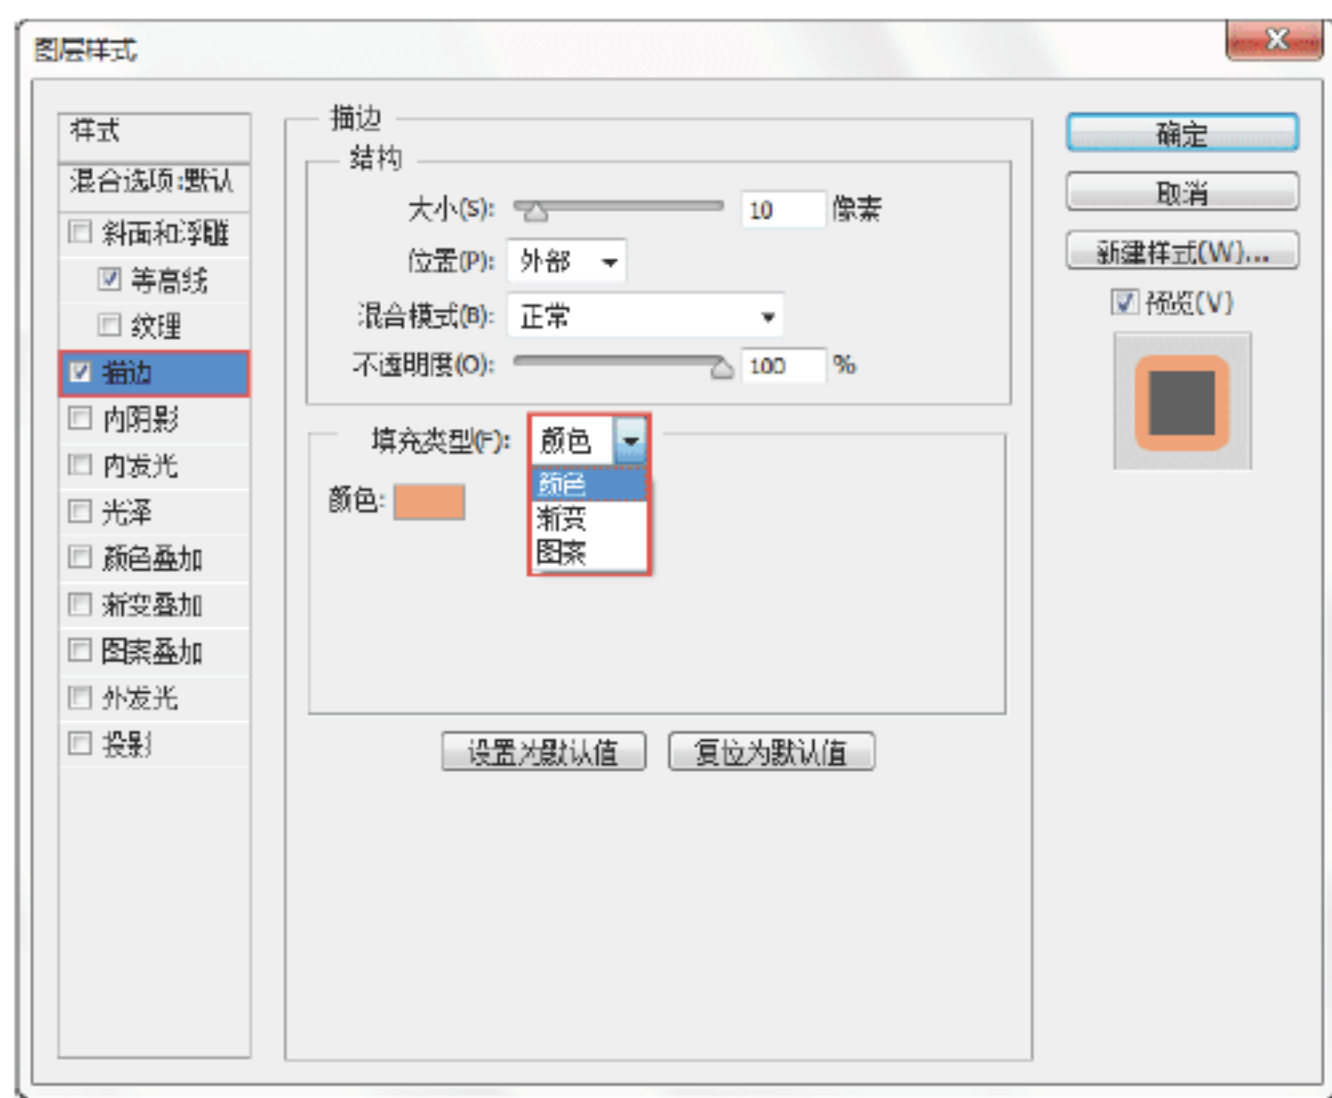 图层样式
样式
混合选项:默认
斜面和浮雕
等高线
纹理
描边
内阴影
内发光
光泽
颜色叠加
渐变叠加
图案叠加
外发光
投影
描边
结构
大小(S): 10 像素
位置(P): 外部
混合模式(B): 正常
不透明度(O): 100 %
填充类型(F): 颜色
颜色
渐变
图案
颜色:
设置为默认值 复位为默认值
确定
取消
新建样式(W)...
预览(V)